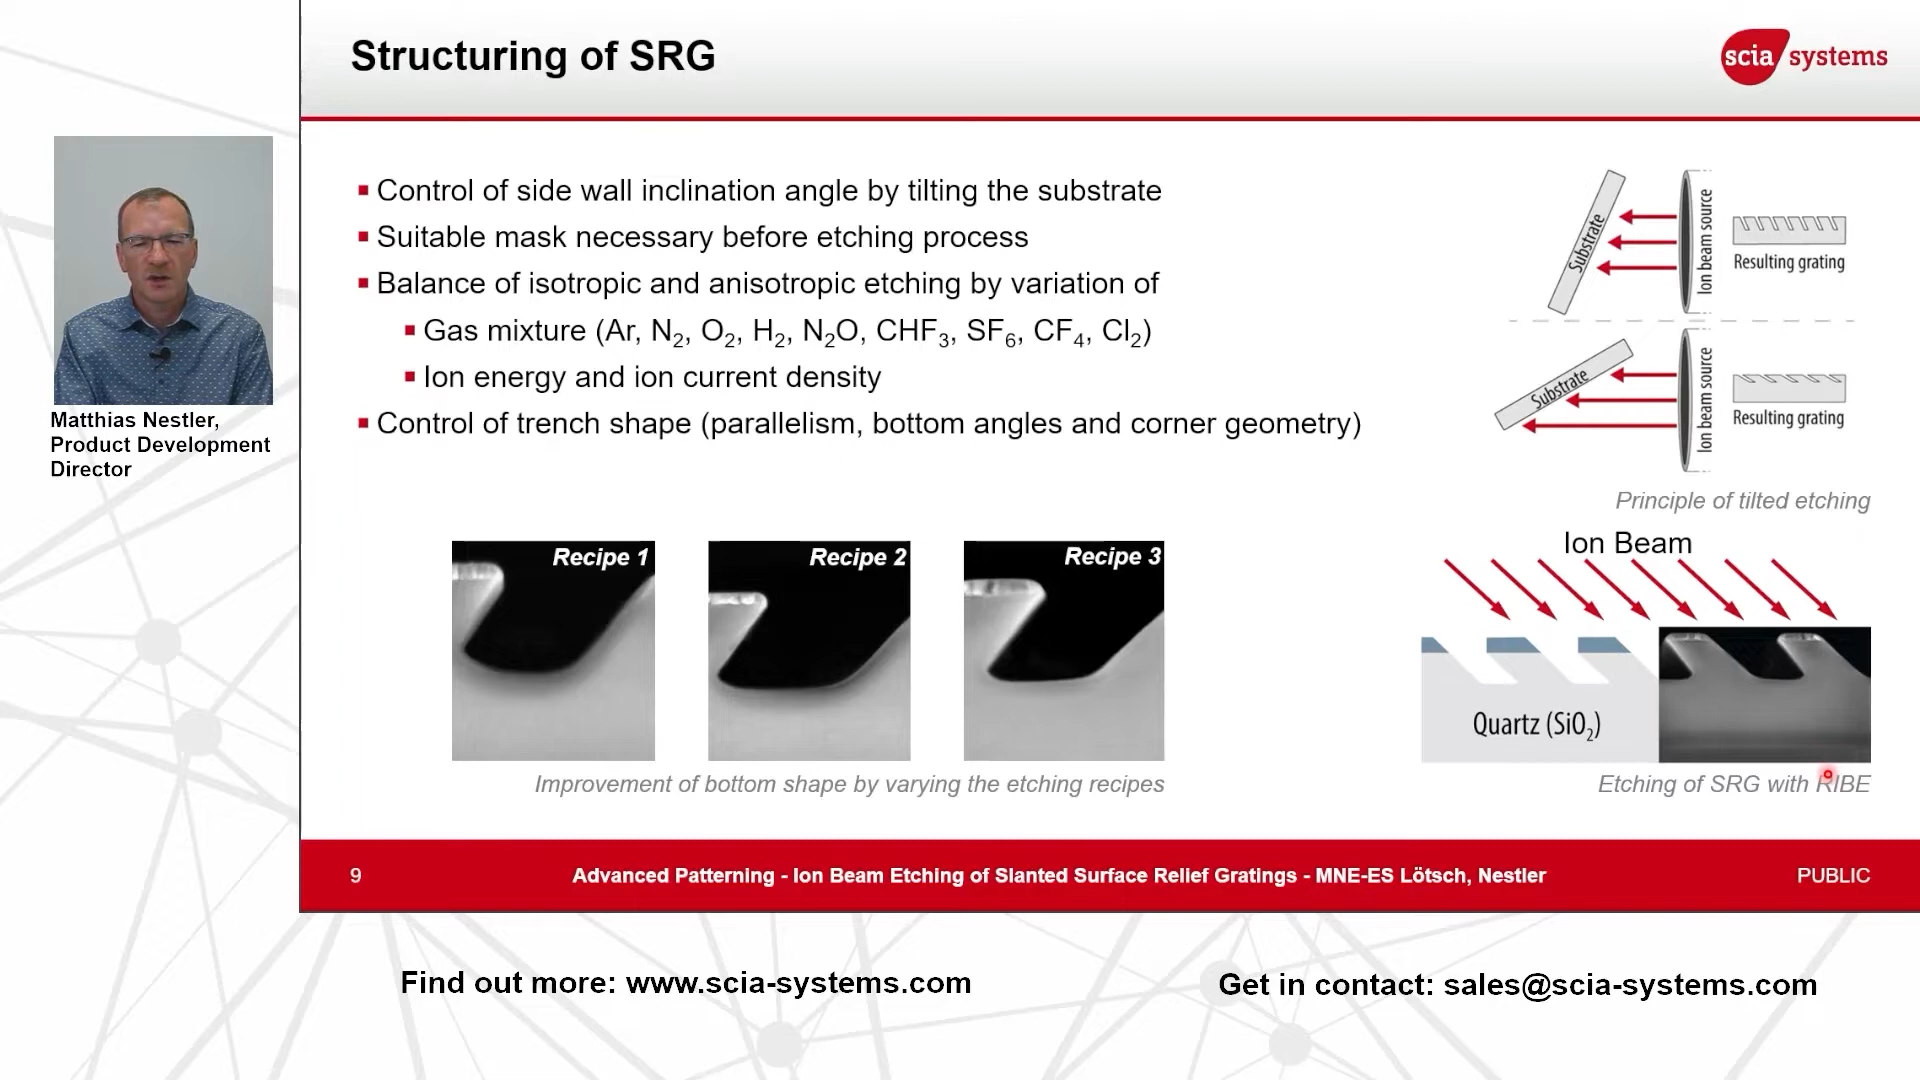 Structuring of SRG
scia systems
Matthias Nestler,
Product Development
Director
▪ Control of side wall inclination angle by tilting the substrate
▪ Suitable mask necessary before etching process
▪ Balance of isotropic and anisotropic etching by variation of
▪ Gas mixture (Ar, N₂, O₂, H₂, N₂O, CHF₃, SF₆, CF₄, Cl₂)
▪ Ion energy and ion current density
▪ Control of trench shape (parallelism, bottom angles and corner geometry)
Substrate
Ion beam source
Resulting grating
Substrate
Ion beam source
Resulting grating
Principle of tilted etching
Recipe 1
Recipe 2
Recipe 3
Improvement of bottom shape by varying the etching recipes
Ion Beam
Quartz (SiO₂)
Etching of SRG with RIBE
9
Advanced Patterning - Ion Beam Etching of Slanted Surface Relief Gratings - MNE-ES Lötsch, Nestler
PUBLIC
Find out more: www.scia-systems.com
Get in contact: sales@scia-systems.com